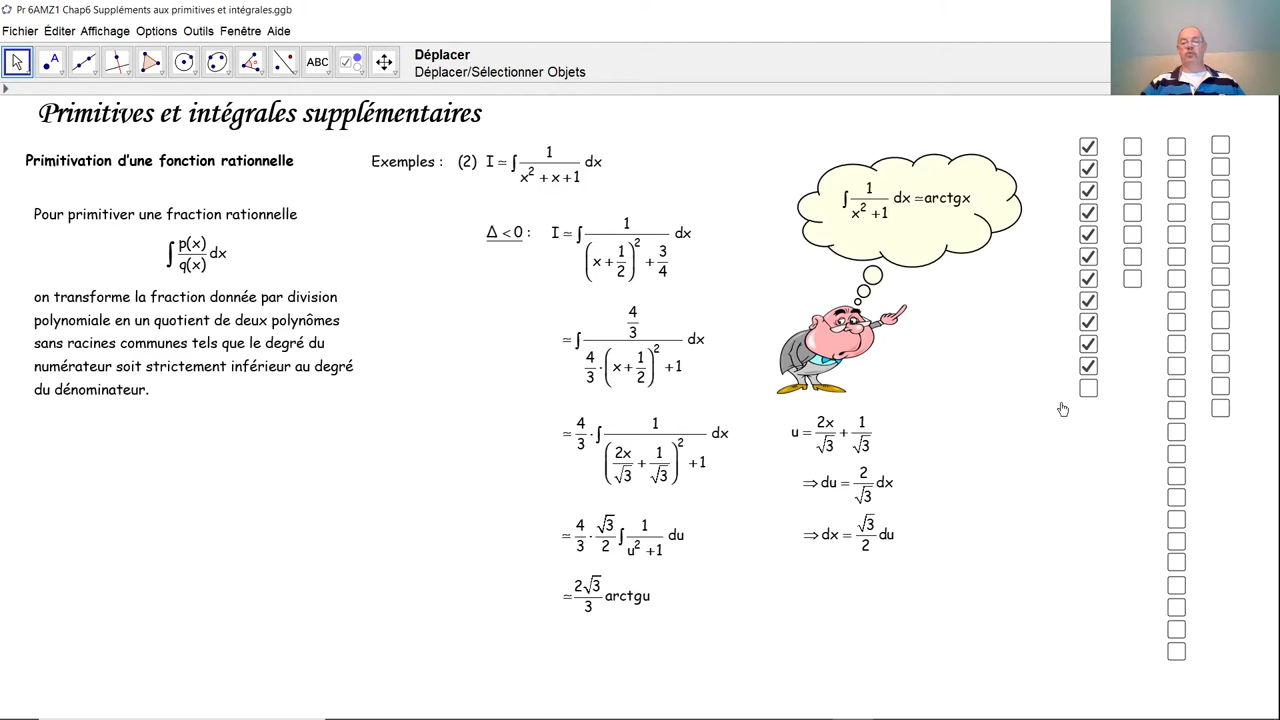 Pr 6AMZ1 Chap6 Suppléments aux primitives et intégrales.ggb
Fichier Éditer Affichage Options Outils Fenêtre Aide
ABC
Déplacer
Déplacer/Sélectionner Objets
Primitives et intégrales supplémentaires
Primitivation d'une fonction rationnelle
Pour primitiver une fraction rationnelle
∫ p(x)/q(x) dx
on transforme la fraction donnée par division
polynomiale en un quotient de deux polynômes
sans racines communes tels que le degré du
numérateur soit strictement inférieur au degré
du dénominateur.
Exemples : (2) I ≃ ∫ 1/(x² + x + 1) dx
Δ < 0 : I ≃ ∫ 1/((x + 1/2)² + 3/4) dx
≃ ∫ (4/3)/(4/3 · (x + 1/2)² + 1) dx
≃ 4/3 · ∫ 1/((2x/√3 + 1/√3)² + 1) dx
≃ 4/3 · √3/2 ∫ 1/(u² + 1) du
≃ 2√3/3 arctgu
∫ 1/(x² + 1) dx ≃ arctgx
u = 2x/√3 + 1/√3
⇒ du = 2/√3 dx
⇒ dx = √3/2 du